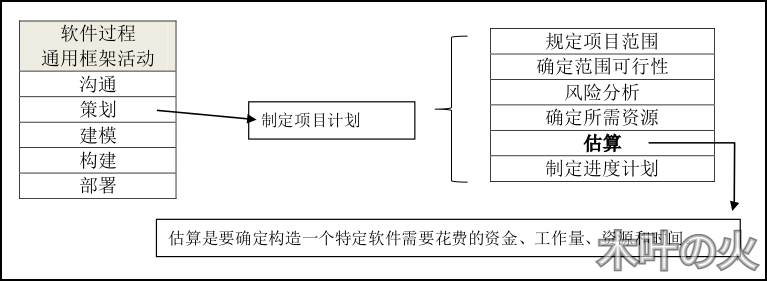 软件过程
通用框架活动
沟通
策划
建模
构建
部署
制定项目计划
规定项目范围
确定范围可行性
风险分析
确定所需资源
估算
制定进度计划
估算是要确定构造一个特定软件需要花费的资金、工作量、资源和时间
木叶の火